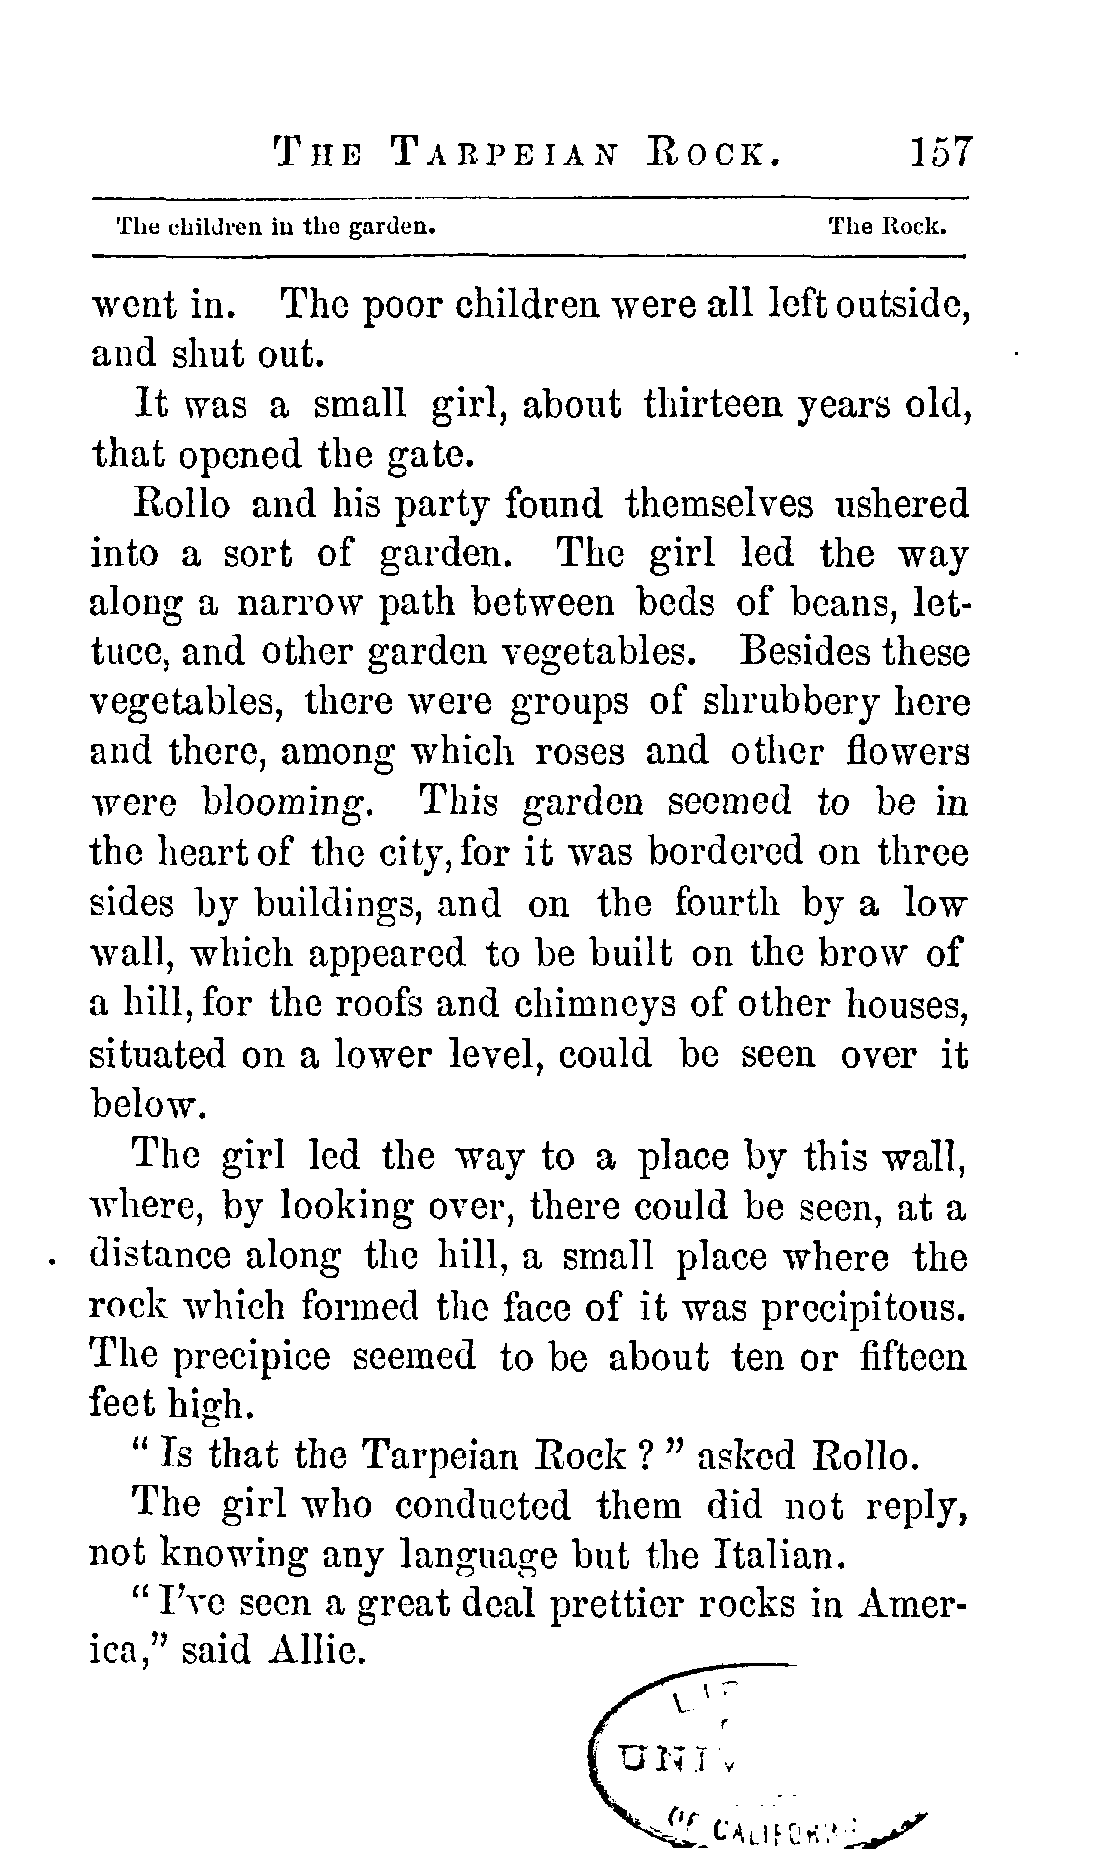 THE TARPEIAN ROCK. 157
The children in the garden. The Rock.
went in. The poor children were all left outside,
and shut out.
It was a small girl, about thirteen years old,
that opened the gate.
Rollo and his party found themselves ushered
into a sort of garden. The girl led the way
along a narrow path between beds of beans, let-
tuce, and other garden vegetables. Besides these
vegetables, there were groups of shrubbery here
and there, among which roses and other flowers
were blooming. This garden seemed to be in
the heart of the city, for it was bordered on three
sides by buildings, and on the fourth by a low
wall, which appeared to be built on the brow of
a hill, for the roofs and chimneys of other houses,
situated on a lower level, could be seen over it
below.
The girl led the way to a place by this wall,
where, by looking over, there could be seen, at a
distance along the hill, a small place where the
rock which formed the face of it was precipitous.
The precipice seemed to be about ten or fifteen
feet high.
“Is that the Tarpeian Rock?” asked Rollo.
The girl who conducted them did not reply,
not knowing any language but the Italian.
“I’ve seen a great deal prettier rocks in Amer-
ica,” said Allie.
OF